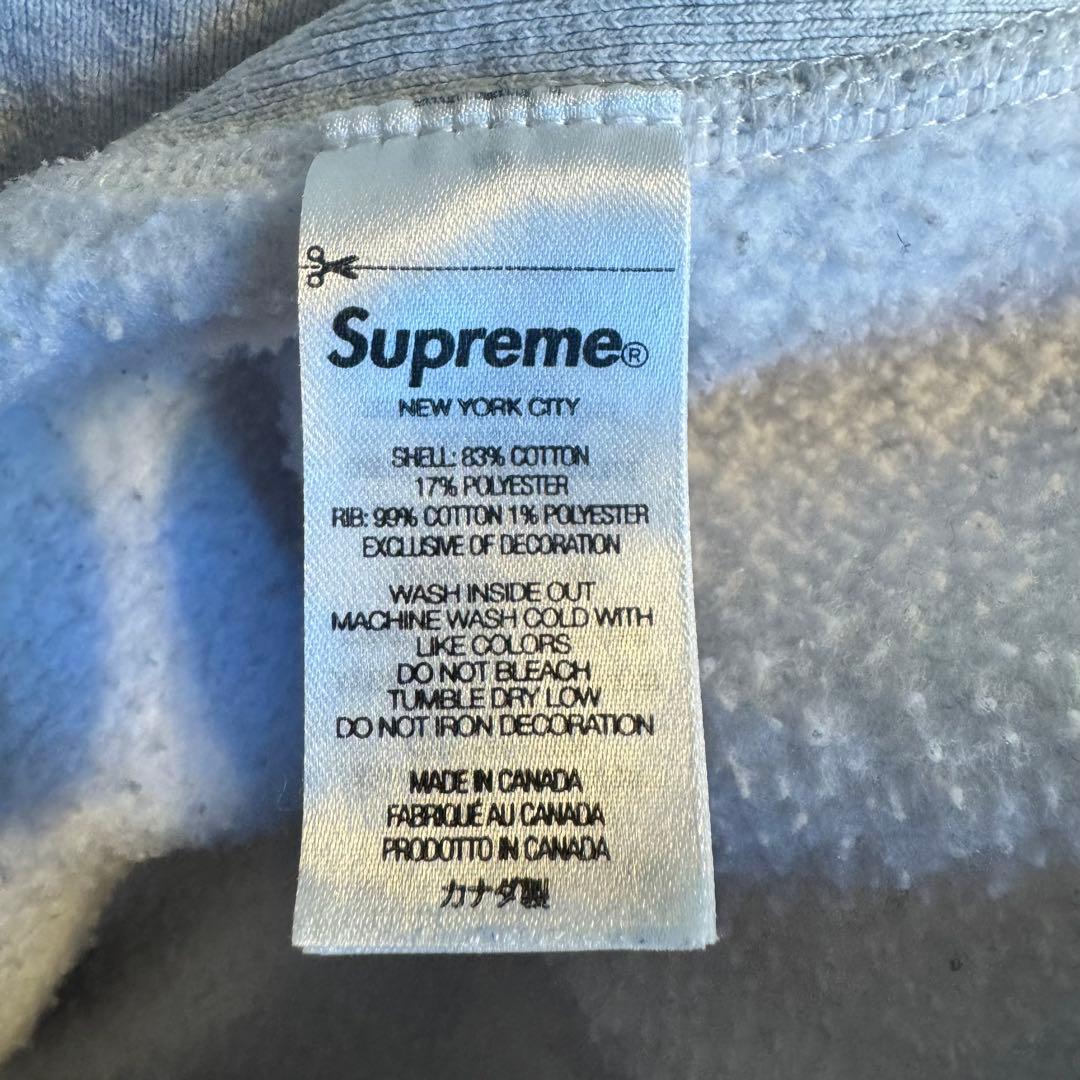 Supreme®
NEW YORK CITY
SHELL: 83% COTTON
17% POLYESTER
RIB: 99% COTTON 1% POLYESTER
EXCLUSIVE OF DECORATION
WASH INSIDE OUT
MACHINE WASH COLD WITH
LIKE COLORS
DO NOT BLEACH
TUMBLE DRY LOW
DO NOT IRON DECORATION
MADE IN CANADA
FABRIQUÉ AU CANADA
PRODOTTO IN CANADA
カナダ製